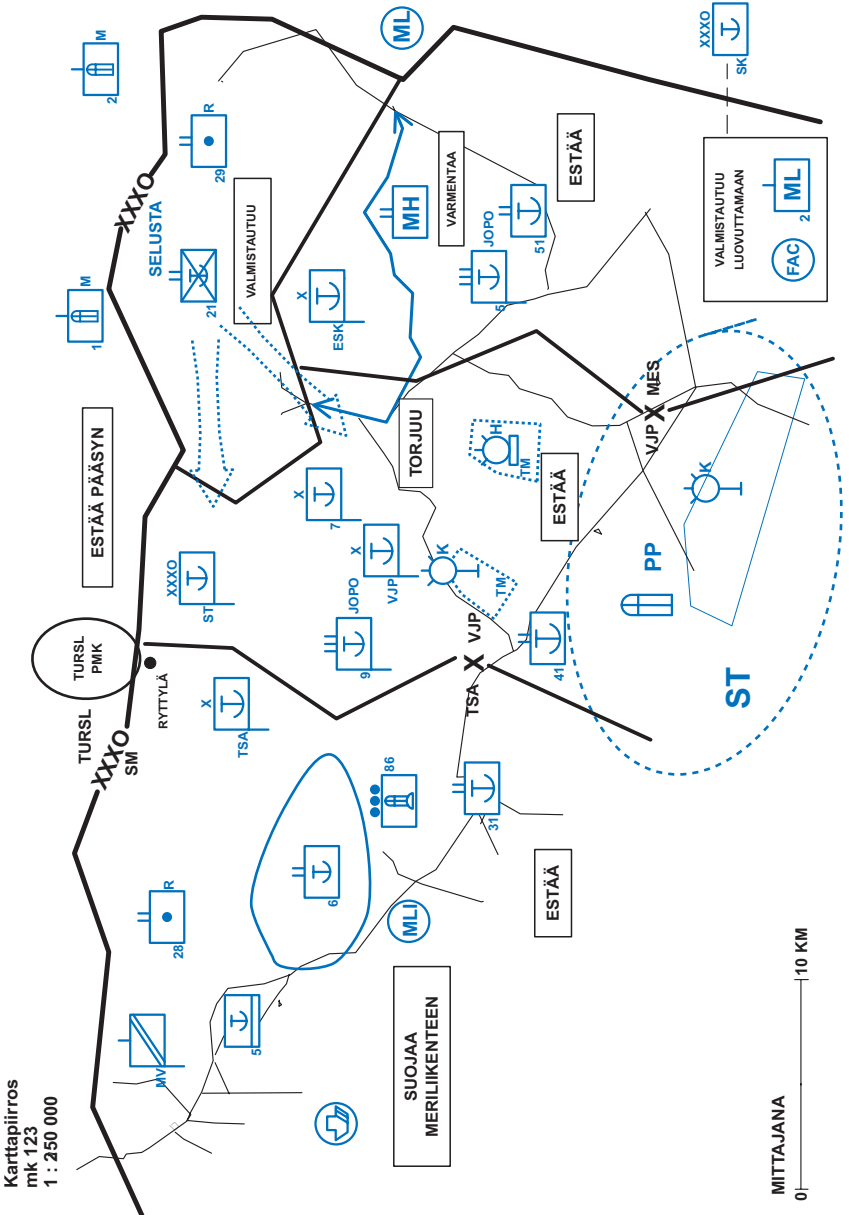 Karttapiirros
mk 123
1 : 250 000
TURSL
PMK
TURSL
XXXO
SM
RYTTYLÄ
ESTÄÄ PÄÄSYN
1
M
2
M
XXXO
SELUSTA
MV
28
R
XXXO
ST
21
29
R
VALMISTAUTUU
5
X
TSA
6
X
7
X
ESK
9
JOPO
X
VJP
MLI
86
TORJUU
MH
ML
VARMENTAA
SUOJAA
MERILIIKENTEEN
K
TM
H
TM
5
JOPO
51
31
TSA X VJP
41
ESTÄÄ
ESTÄÄ
ESTÄÄ
VJP X MES
PP
K
ST
XXXO
SK
VALMISTAUTUU
LUOVUTTAMAAN
FAC
2
ML
MITTAJANA
0
10 KM